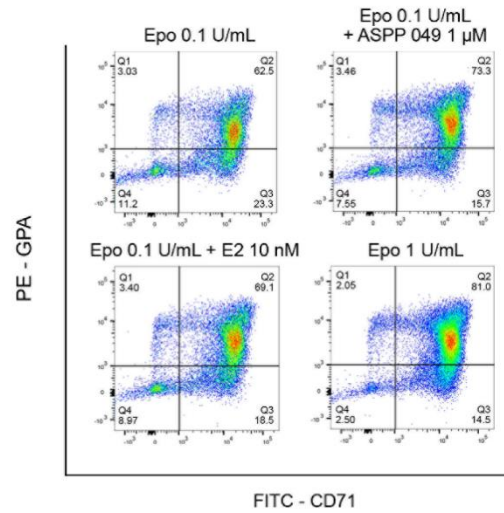 Epo 0.1 U/mL
Epo 0.1 U/mL
+ ASPP 049 1 µM
Q1
3.03
Q2
62.5
Q4
11.2
Q3
23.3
Q1
3.46
Q2
73.3
Q4
7.55
Q3
15.7
Epo 0.1 U/mL + E2 10 nM
Epo 1 U/mL
Q1
3.40
Q2
69.1
Q4
8.97
Q3
18.5
Q1
2.05
Q2
81.0
Q4
2.50
Q3
14.5
PE - GPA
FITC - CD71